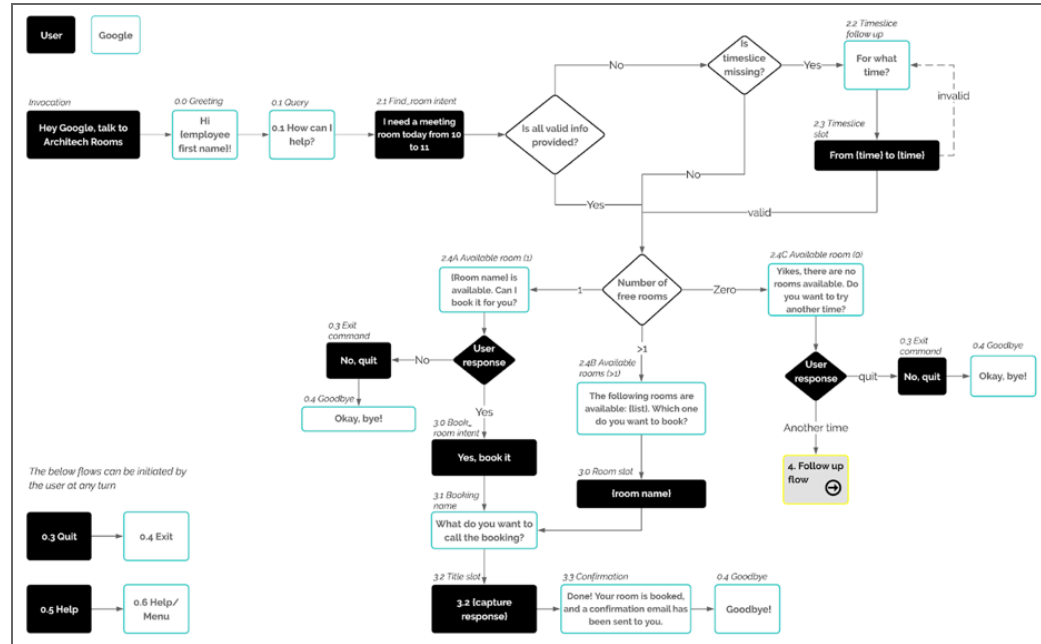 User
Google
Invocation
Hey Google, talk to
Architech Rooms
0.0 Greeting
Hi
{employee
first name}!
0.1 Query
0.1 How can I
help?
2.1 Find_room intent
I need a meeting
room today from 10
to 11
Is all valid info
provided?
No
Yes
Is
timeslice
missing?
Yes
No
2.2 Timeslice
follow up
For what
time?
invalid
2.3 Timeslice
slot
From {time} to {time}
valid
Number of
free rooms
1
Zero
>1
2.4A Available room (1)
{Room name} is
available. Can I
book it for you?
User
response
No
Yes
0.3 Exit
command
No, quit
0.4 Goodbye
Okay, bye!
3.0 Book_
room intent
Yes, book it
2.4B Available
rooms (>1)
The following rooms are
available: {list}. Which one
do you want to book?
3.0 Room slot
{room name}
2.4C Available room (0)
Yikes, there are no
rooms available. Do
you want to try
another time?
User
response
quit
0.3 Exit
command
No, quit
0.4 Goodbye
Okay, bye!
Another time
4. Follow up
flow
3.1 Booking
name
What do you want to
call the booking?
3.2 Title slot
3.2 {capture
response}
3.3 Confirmation
Done! Your room is booked,
and a confirmation email has
been sent to you.
0.4 Goodbye
Goodbye!
The below flows can be initiated by
the user at any turn
0.3 Quit
0.4 Exit
0.5 Help
0.6 Help/
Menu